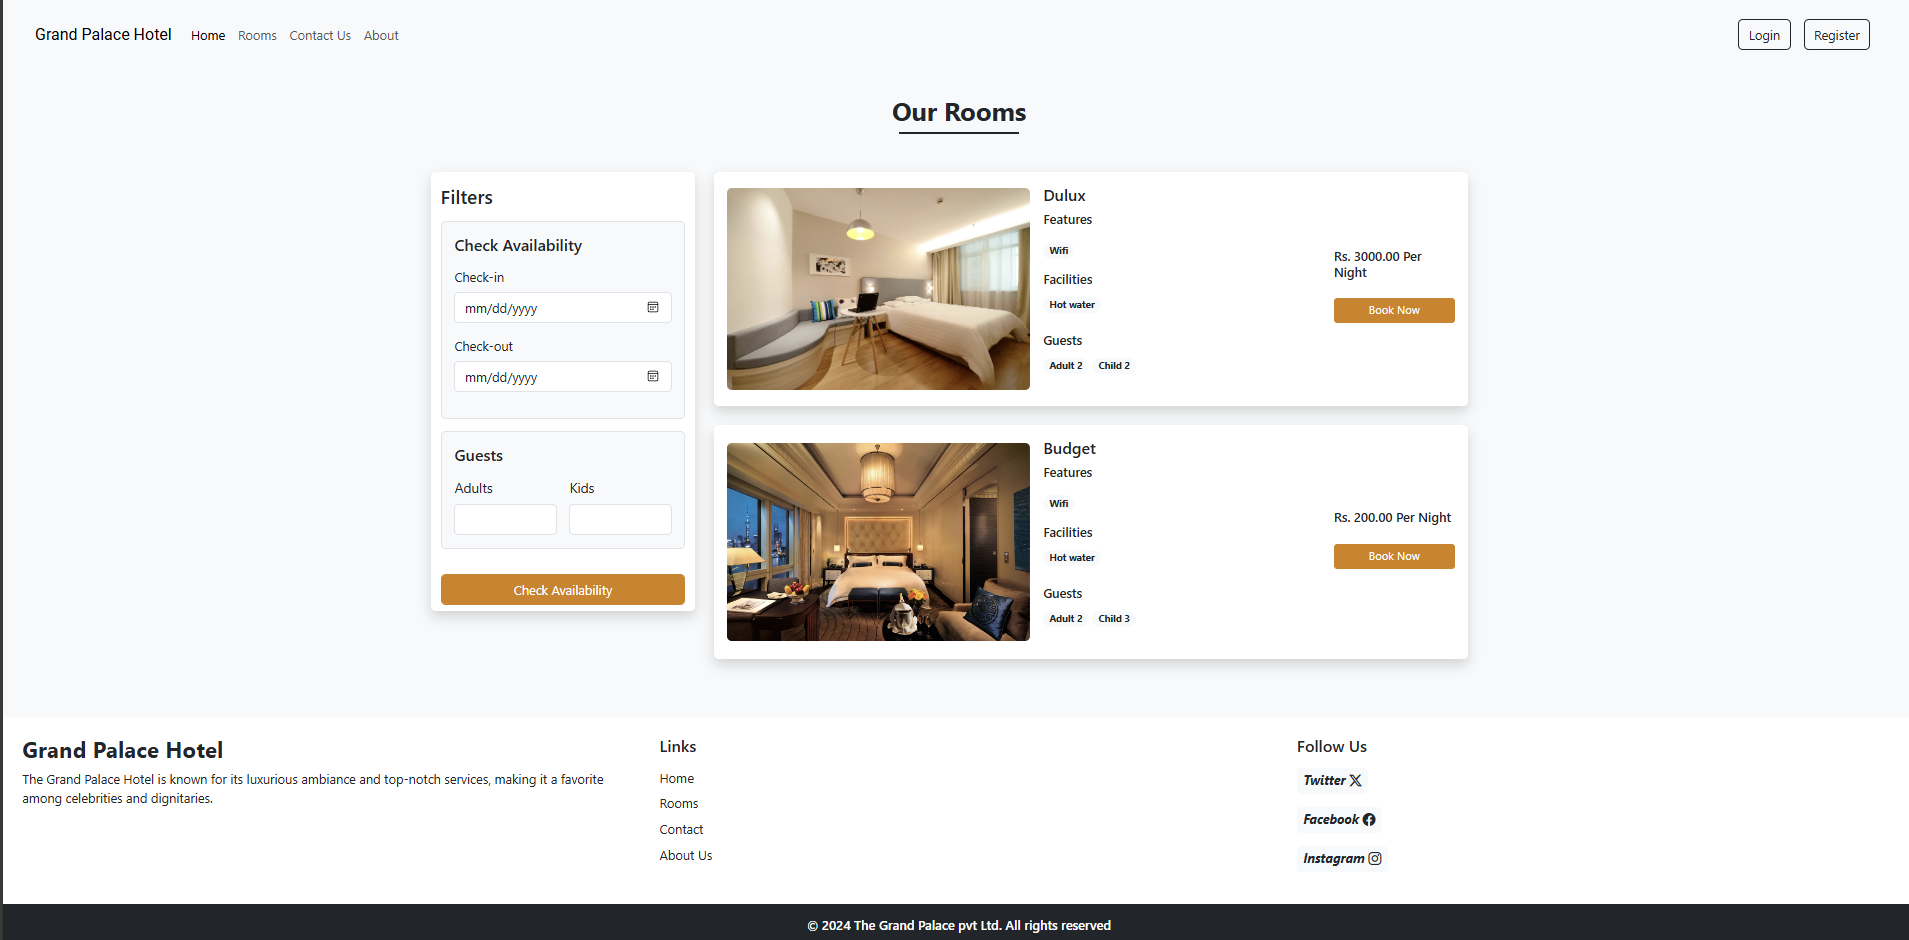 Grand Palace Hotel Home Rooms Contact Us About Login Register
Our Rooms
Filters
Check Availability
Check-in
mm/dd/yyyy
Check-out
mm/dd/yyyy
Guests
Adults Kids
Check Availability
Dulux
Features
Wifi
Facilities
Hot water
Guests
Adult 2 Child 2
Rs. 3000.00 Per
Night
Book Now
Budget
Features
Wifi
Facilities
Hot water
Guests
Adult 2 Child 3
Rs. 200.00 Per Night
Book Now
Grand Palace Hotel
The Grand Palace Hotel is known for its luxurious ambiance and top-notch services, making it a favorite
among celebrities and dignitaries.
Links
Home
Rooms
Contact
About Us
Follow Us
Twitter
Facebook
Instagram
© 2024 The Grand Palace pvt Ltd. All rights reserved